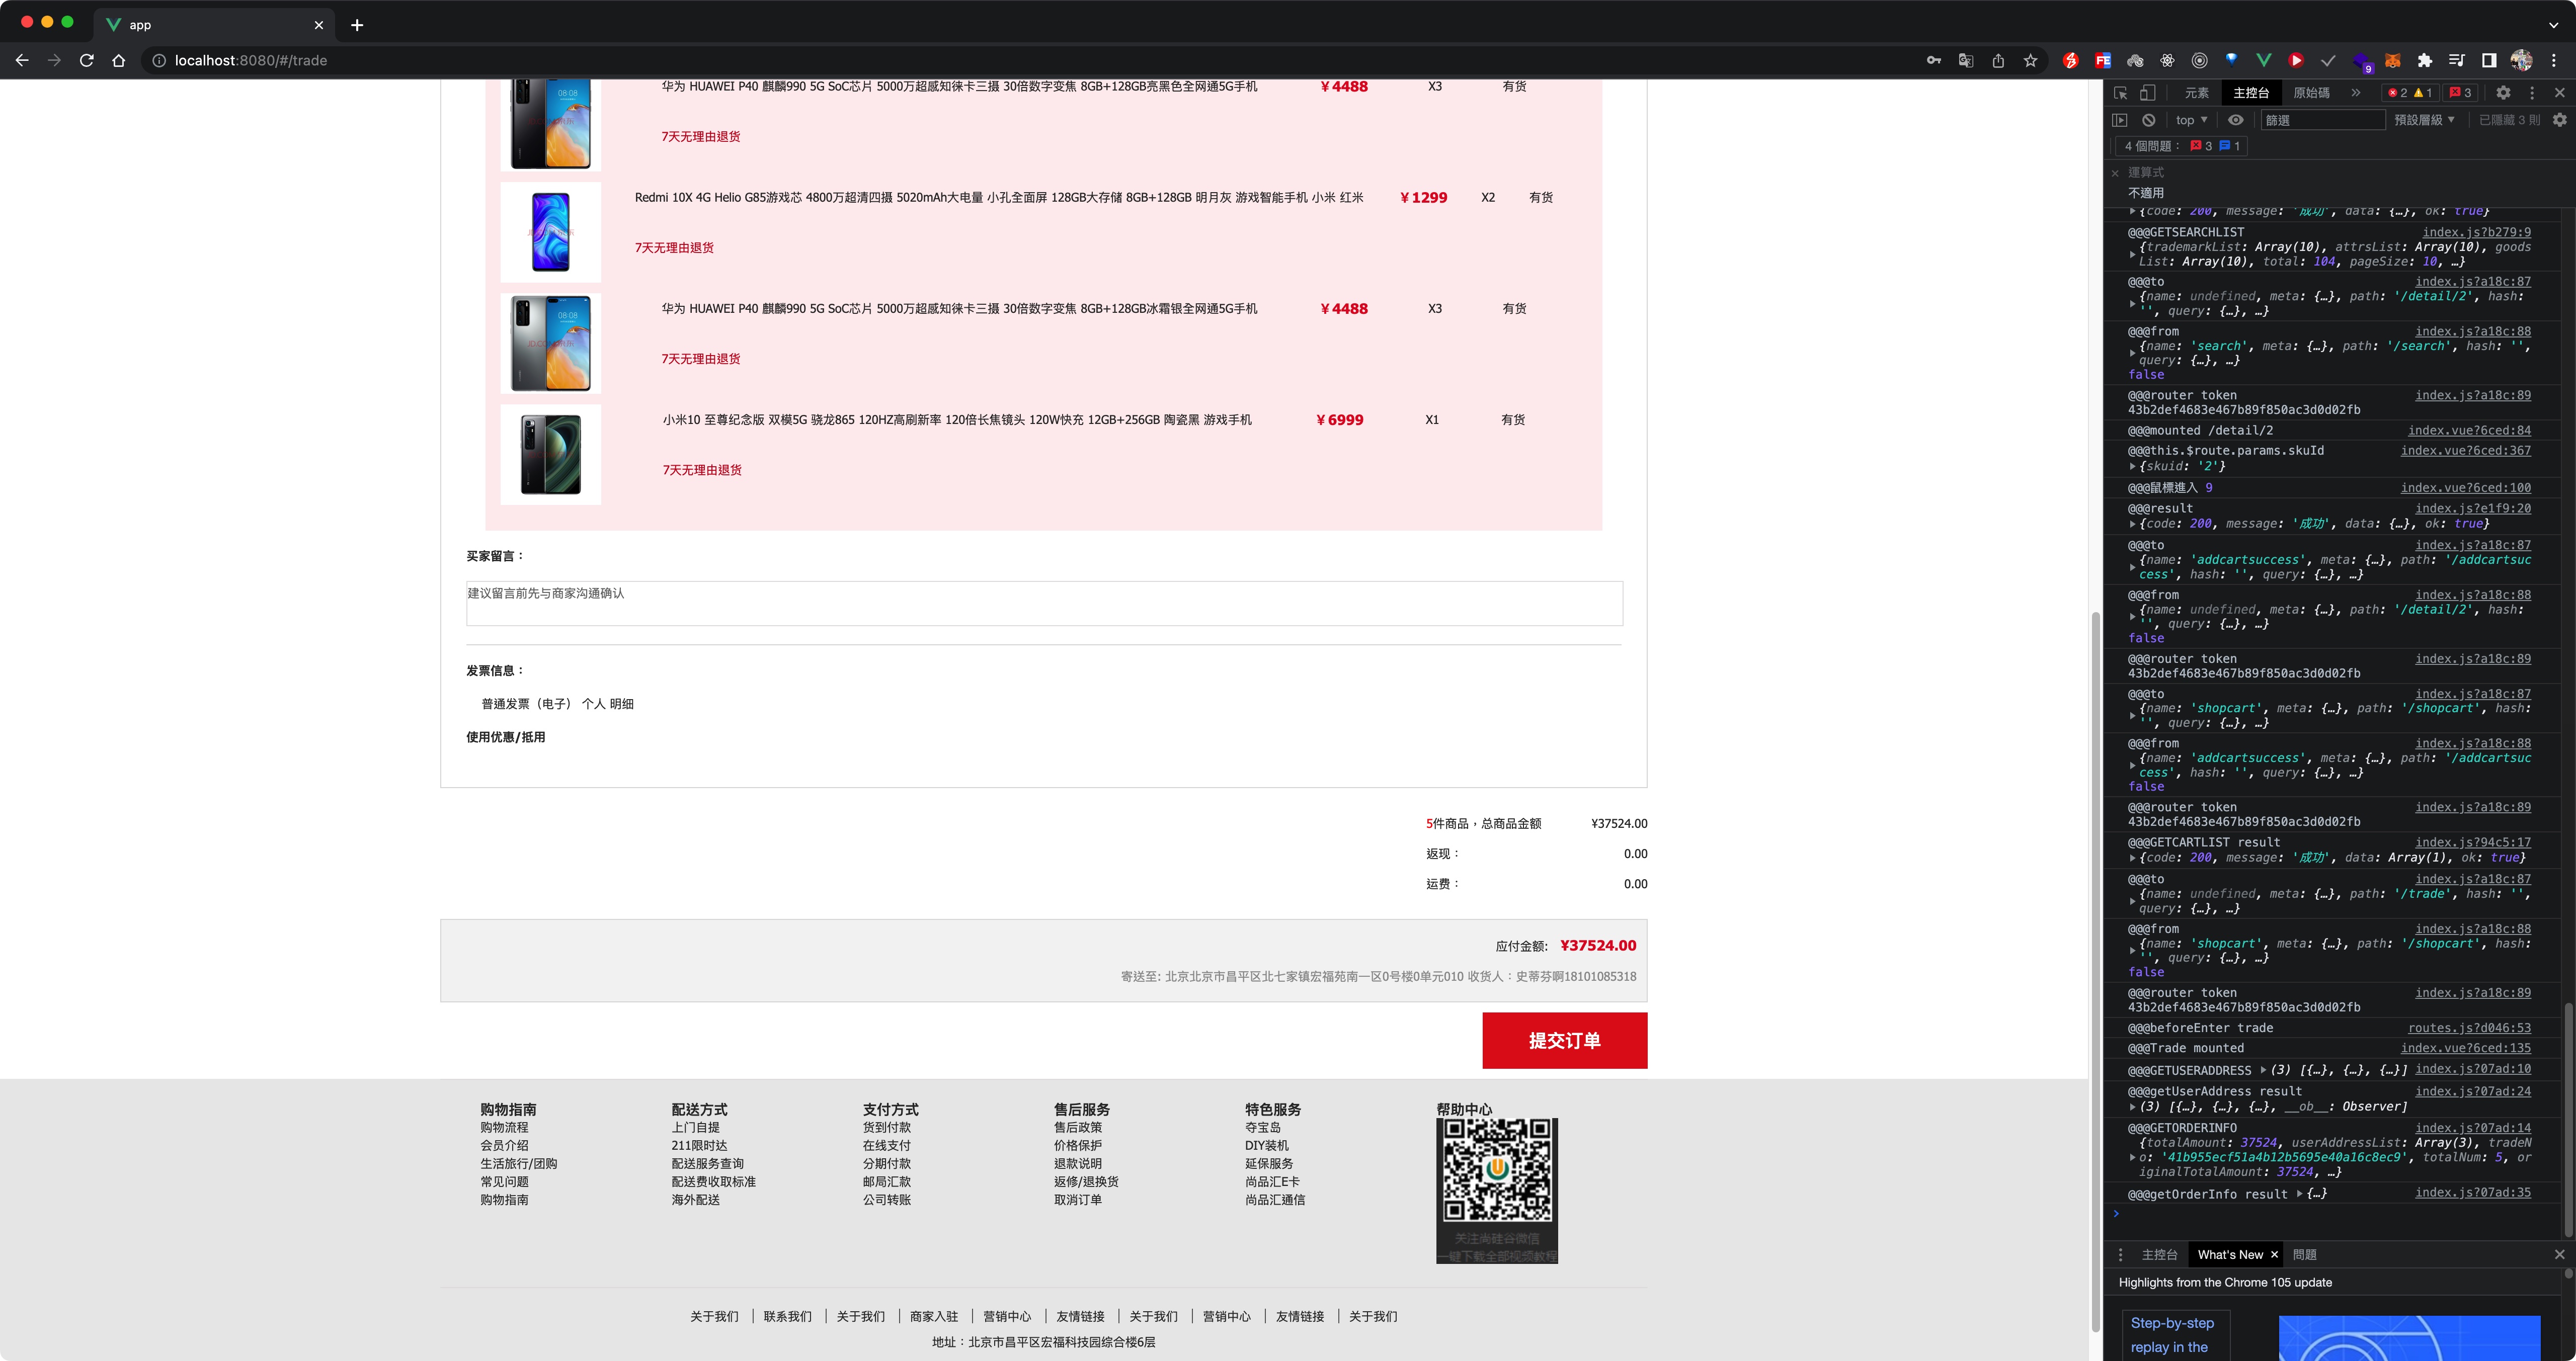 app
localhost:8080/#/trade
华为 HUAWEI P40 麒麟990 5G SoC芯片 5000万超感知徕卡三摄 30倍数字变焦 8GB+128GB亮黑色全网通5G手机 ￥4488 X3 有货
7天无理由退货
Redmi 10X 4G Helio G85游戏芯 4800万超清四摄 5020mAh大电量 小孔全面屏 128GB大存储 8GB+128GB 明月灰 游戏智能手机 小米 红米 ￥1299 X2 有货
7天无理由退货
华为 HUAWEI P40 麒麟990 5G SoC芯片 5000万超感知徕卡三摄 30倍数字变焦 8GB+128GB冰霜银全网通5G手机 ￥4488 X3 有货
7天无理由退货
小米10 至尊纪念版 双模5G 骁龙865 120HZ高刷新率 120倍长焦镜头 120W快充 12GB+256GB 陶瓷黑 游戏手机 ￥6999 X1 有货
7天无理由退货
买家留言：
建议留言前先与商家沟通确认
发票信息：
普通发票（电子） 个人 明细
使用优惠/抵用
5件商品，总商品金额 ¥37524.00
返现： 0.00
运费： 0.00
应付金额: ¥37524.00
寄送至: 北京北京市昌平区北七家镇宏福苑南一区0号楼0单元010 收货人：史蒂芬啊18101085318
提交订单
购物指南
购物流程
会员介绍
生活旅行/团购
常见问题
购物指南
配送方式
上门自提
211限时达
配送服务查询
配送费收取标准
海外配送
支付方式
货到付款
在线支付
分期付款
邮局汇款
公司转账
售后服务
售后政策
价格保护
退款说明
返修/退换货
取消订单
特色服务
夺宝岛
DIY装机
延保服务
尚品汇E卡
尚品汇通信
帮助中心
关注尚硅谷微信
一键下载全部视频教程
关于我们 联系我们 关于我们 商家入驻 营销中心 友情链接 关于我们 营销中心 友情链接 关于我们
地址：北京市昌平区宏福科技园综合楼6层
元素 主控台 原始碼 » 2 1 3
top 篩選 預設層級 已隱藏 3 則
4 個問題： 3 1
運算式
不適用
{code: 200, message: '成功', data: {…}, ok: true}
@@@GETSEARCHLIST index.js?b279:9
{trademarkList: Array(10), attrsList: Array(10), goods
List: Array(10), total: 104, pageSize: 10, …}
@@@to index.js?a18c:87
{name: undefined, meta: {…}, path: '/detail/2', hash:
'', query: {…}, …}
@@@from index.js?a18c:88
{name: 'search', meta: {…}, path: '/search', hash: '',
query: {…}, …}
false
@@@router token index.js?a18c:89
43b2def4683e467b89f850ac3d0d02fb
@@@mounted /detail/2 index.vue?6ced:84
@@@this.$route.params.skuId index.vue?6ced:367
{skuid: '2'}
@@@鼠標進入 9 index.vue?6ced:100
@@@result index.js?e1f9:20
{code: 200, message: '成功', data: {…}, ok: true}
@@@to index.js?a18c:87
{name: 'addcartsuccess', meta: {…}, path: '/addcartsuc
cess', hash: '', query: {…}, …}
@@@from index.js?a18c:88
{name: undefined, meta: {…}, path: '/detail/2', hash:
'', query: {…}, …}
false
@@@router token index.js?a18c:89
43b2def4683e467b89f850ac3d0d02fb
@@@to index.js?a18c:87
{name: 'shopcart', meta: {…}, path: '/shopcart', hash:
'', query: {…}, …}
@@@from index.js?a18c:88
{name: 'addcartsuccess', meta: {…}, path: '/addcartsuc
cess', hash: '', query: {…}, …}
false
@@@router token index.js?a18c:89
43b2def4683e467b89f850ac3d0d02fb
@@@GETCARTLIST result index.js?94c5:17
{code: 200, message: '成功', data: Array(1), ok: true}
@@@to index.js?a18c:87
{name: undefined, meta: {…}, path: '/trade', hash: '',
query: {…}, …}
@@@from index.js?a18c:88
{name: 'shopcart', meta: {…}, path: '/shopcart', hash:
'', query: {…}, …}
false
@@@router token index.js?a18c:89
43b2def4683e467b89f850ac3d0d02fb
@@@beforeEnter trade routes.js?d046:53
@@@Trade mounted index.vue?6ced:135
@@@GETUSERADDRESS (3) [{…}, {…}, {…}] index.js?07ad:10
@@@getUserAddress result index.js?07ad:24
(3) [{…}, {…}, {…}, __ob__: Observer]
@@@GETORDERINFO index.js?07ad:14
{totalAmount: 37524, userAddressList: Array(3), tradeN
o: '41b955ecf51a4b12b5695e40a16c8ec9', totalNum: 5, or
iginalTotalAmount: 37524, …}
@@@getOrderInfo result {…} index.js?07ad:35
主控台 What's New 問題
Highlights from the Chrome 105 update
Step-by-step
replay in the